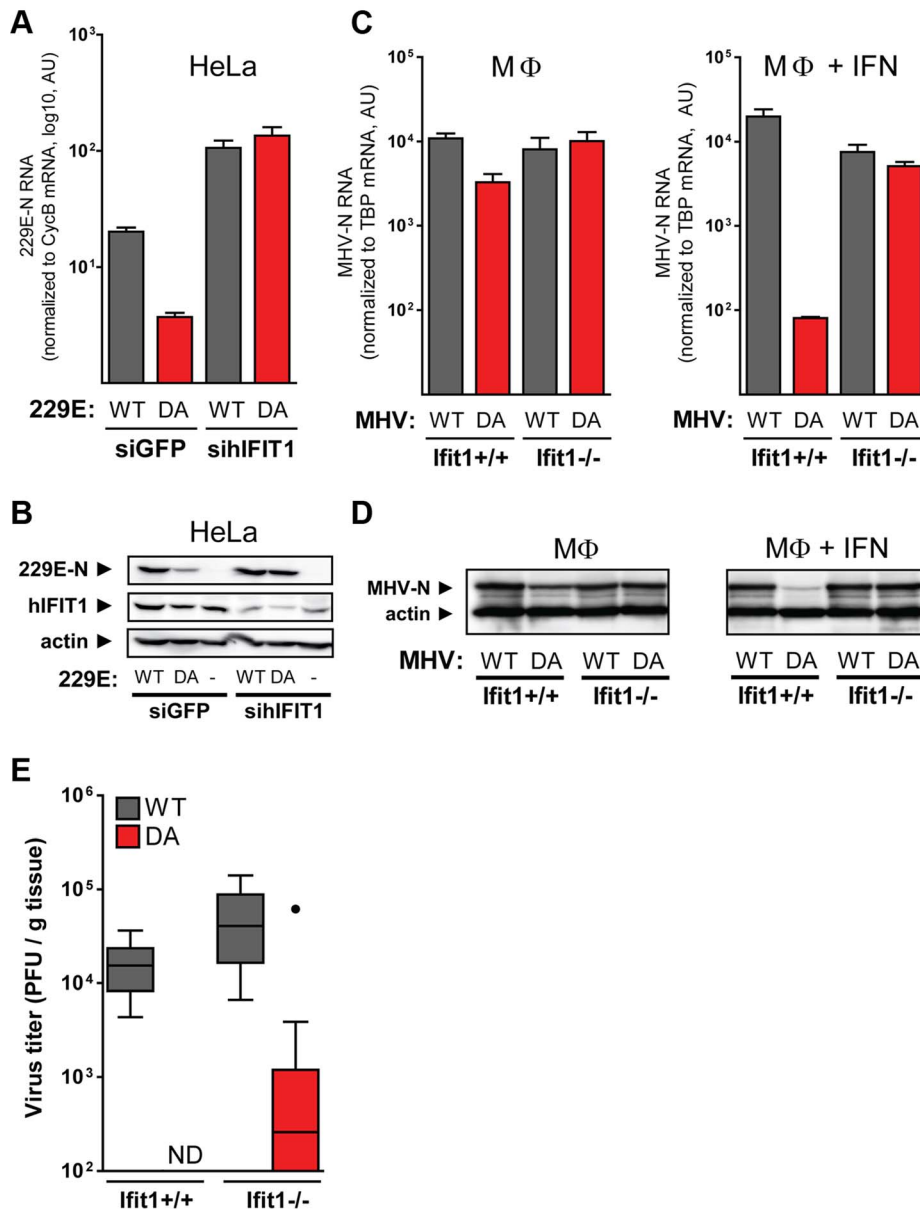 A
HeLa
229E-N RNA
(normalized to CycB mRNA, log10, AU)
10³
10²
10¹
229E: WT DA WT DA
siGFP sihIFIT1
B
HeLa
229E-N ►
hIFIT1 ►
actin ►
229E: WT DA - WT DA -
siGFP sihIFIT1
C
MΦ
MHV-N RNA
(normalized to TBP mRNA, AU)
10⁵
10⁴
10³
10²
MHV: WT DA WT DA
Ifit1+/+ Ifit1-/-
MΦ + IFN
MHV-N RNA
(normalized to TBP mRNA, AU)
10⁵
10⁴
10³
10²
MHV: WT DA WT DA
Ifit1+/+ Ifit1-/-
D
MΦ MΦ + IFN
MHV-N ►
actin ►
MHV: WT DA WT DA WT DA WT DA
Ifit1+/+ Ifit1-/- Ifit1+/+ Ifit1-/-
E
Virus titer (PFU / g tissue)
10⁶
10⁵
10⁴
10³
10²
WT
DA
ND
Ifit1+/+ Ifit1-/-